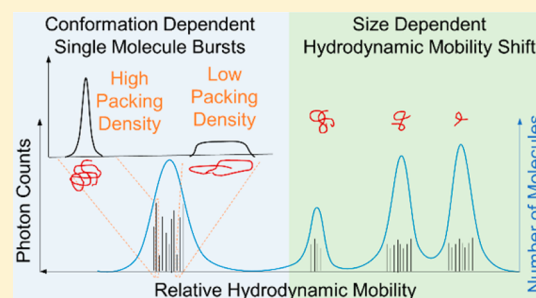 Conformation Dependent
Single Molecule Bursts
Size Dependent
Hydrodynamic Mobility Shift
High
Packing
Density
Low
Packing
Density
Photon Counts
Number of Molecules
Relative Hydrodynamic Mobility